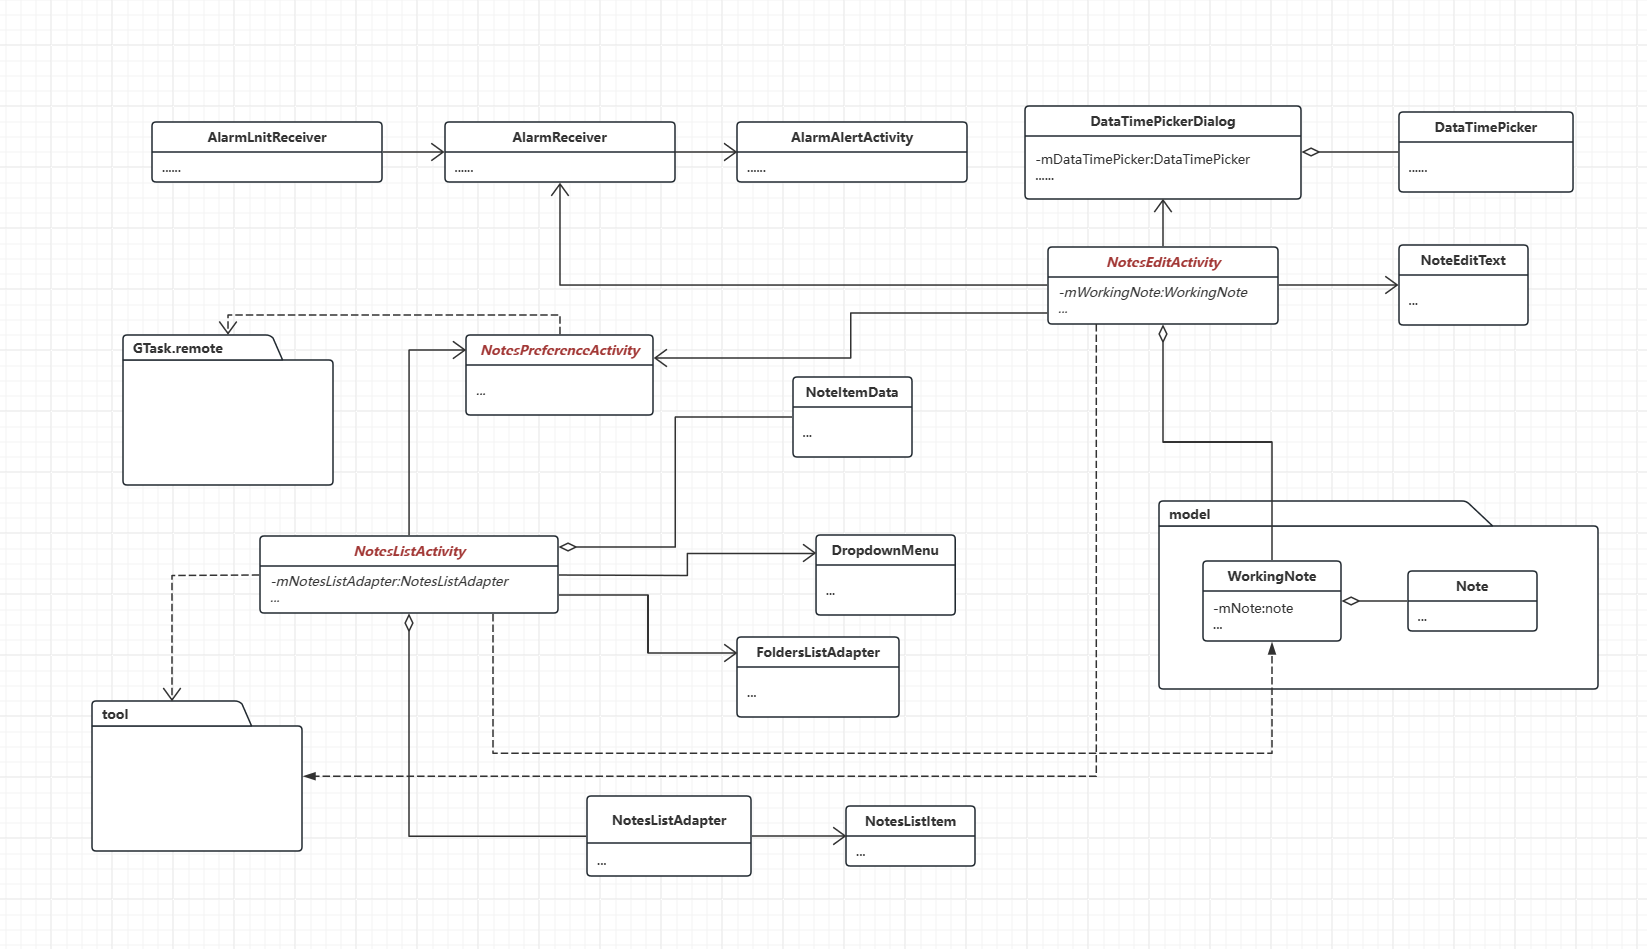 AlarmLnitReceiver
......
AlarmReceiver
......
AlarmAlertActivity
......
DataTimePickerDialog
-mDataTimePicker:DataTimePicker
......
DataTimePicker
......
NotesEditActivity
-mWorkingNote:WorkingNote
...
NoteEditText
...
GTask.remote
NotesPreferenceActivity
...
NoteItemData
...
NotesListActivity
-mNotesListAdapter:NotesListAdapter
...
DropdownMenu
...
FoldersListAdapter
...
model
WorkingNote
-mNote:note
...
Note
...
tool
NotesListAdapter
...
NotesListItem
...